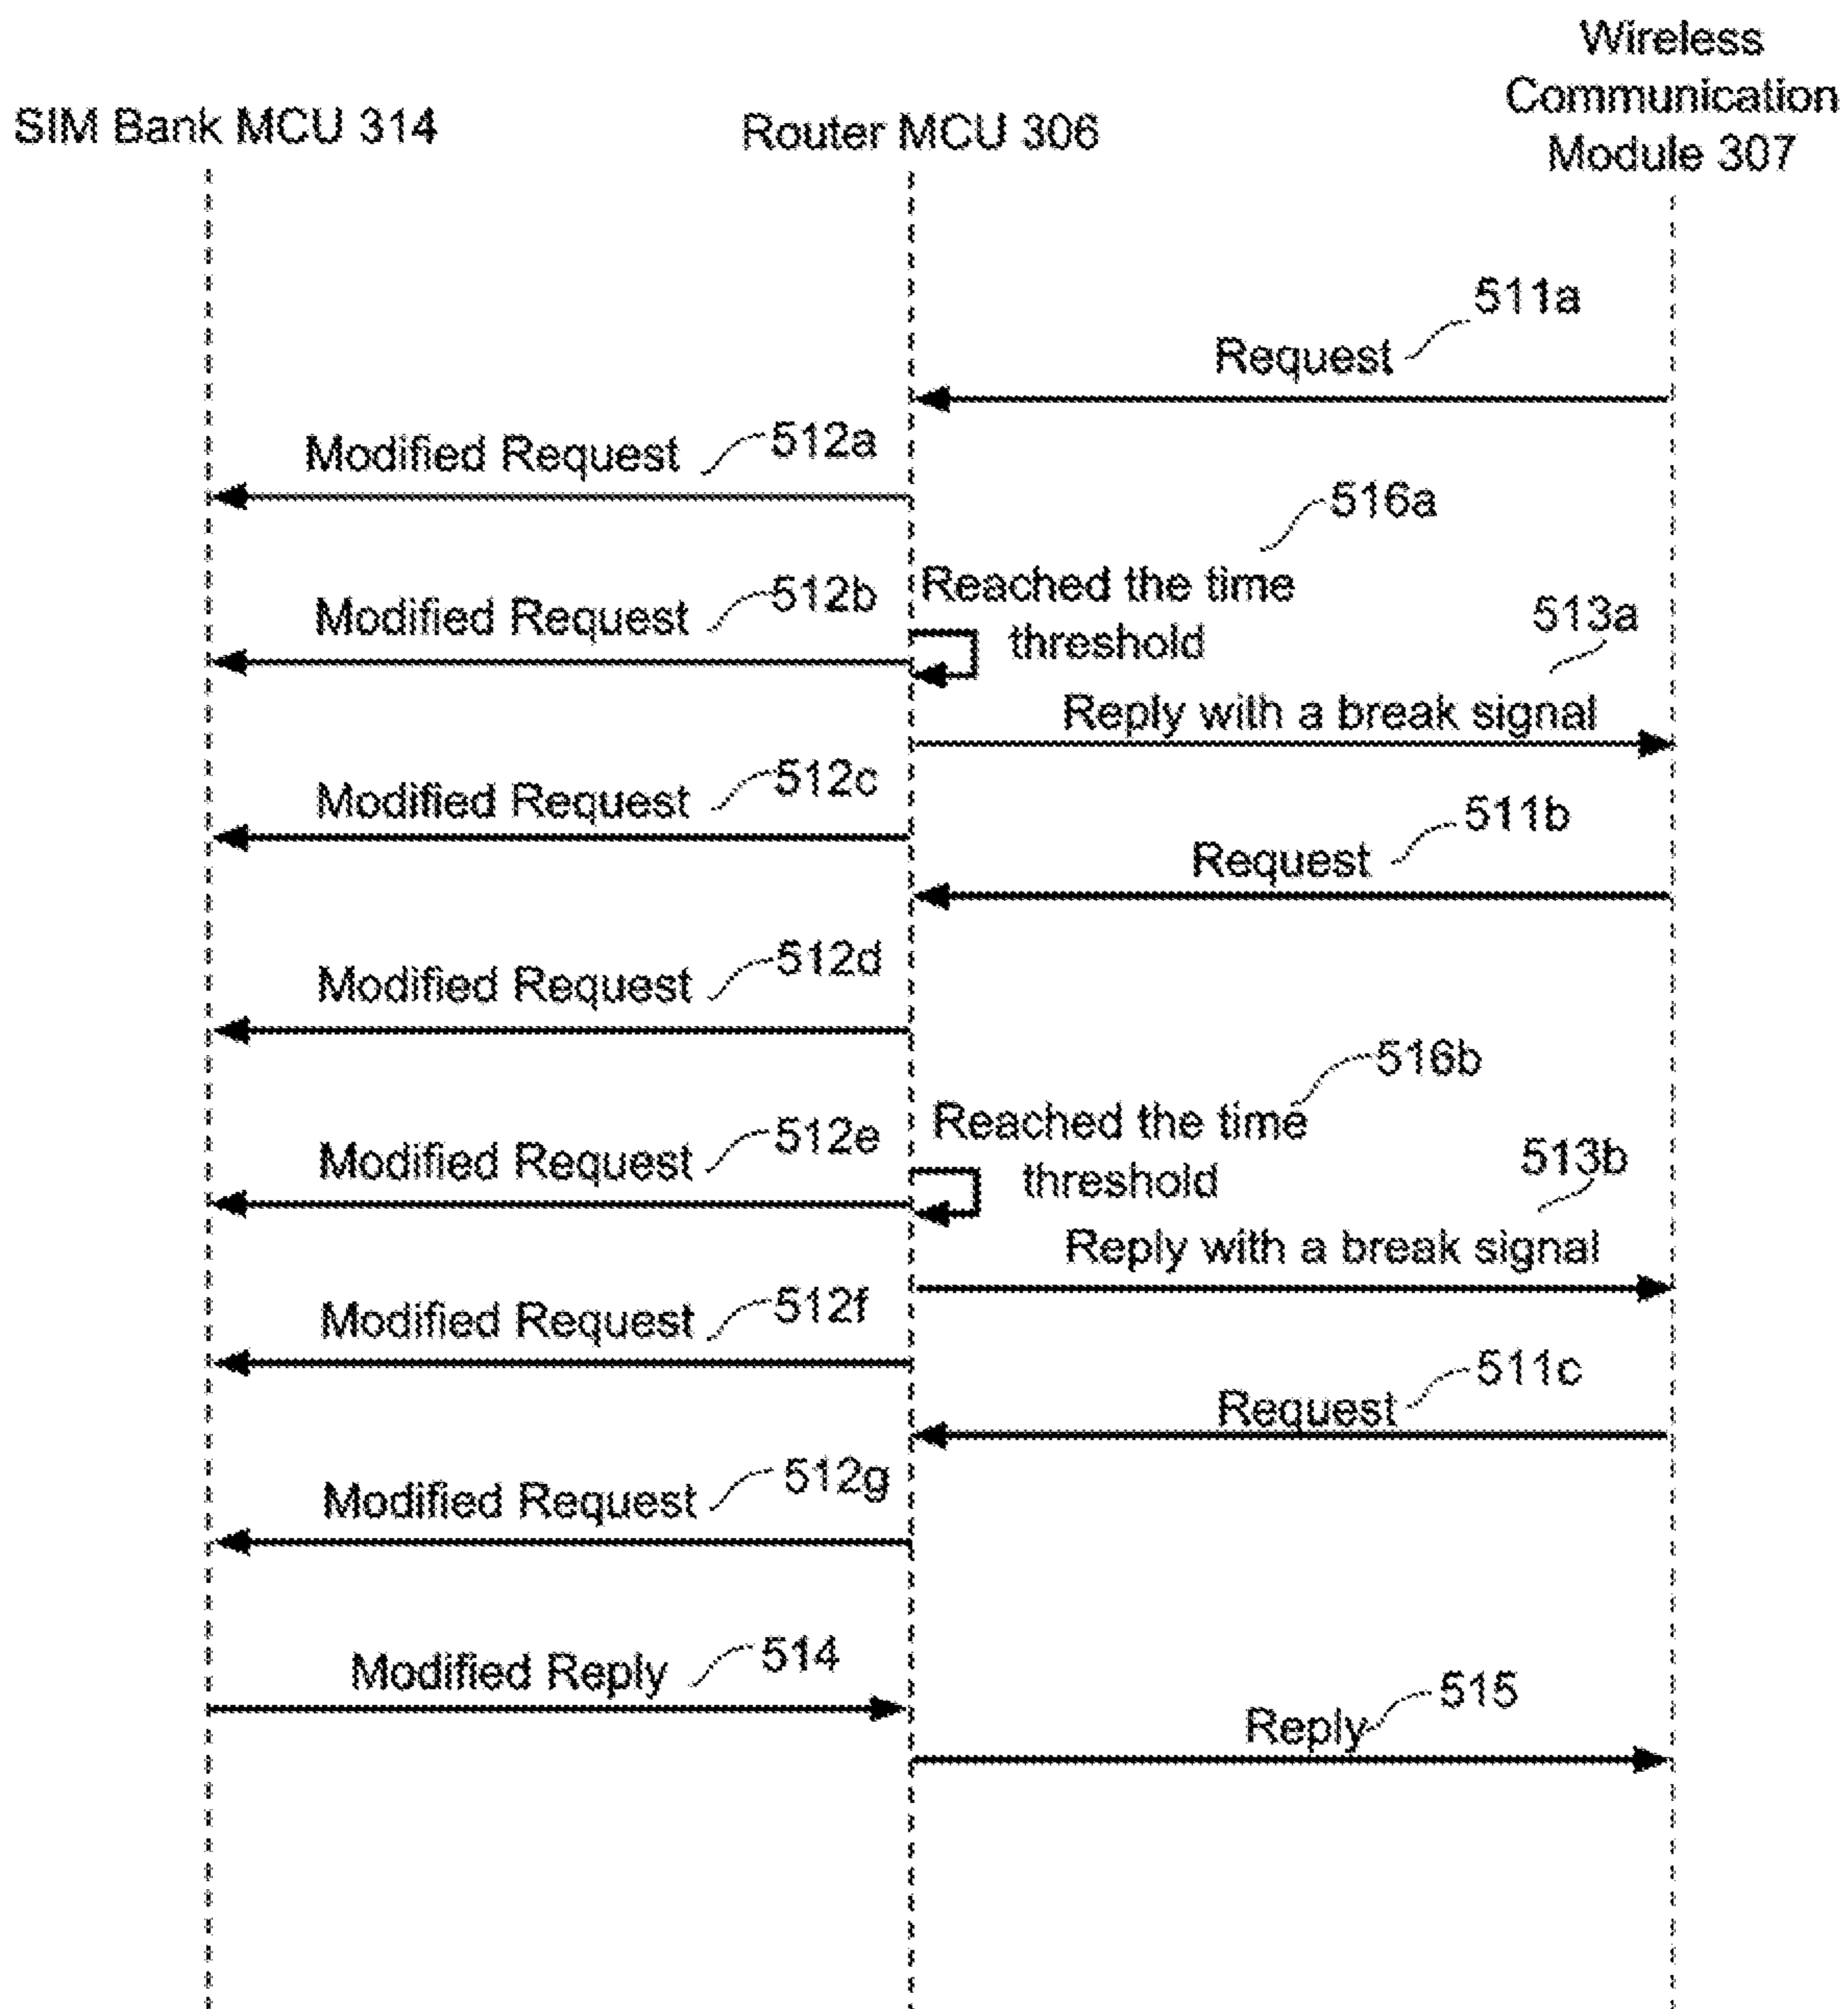 Wireless
Communication
Module 307
SIM Bank MCU 314
Router MCU 306
511a
Request
512a
Modified Request
516a
Reached the time
threshold
512b
Modified Request
513a
Reply with a break signal
512c
Modified Request
511b
Request
512d
Modified Request
516b
Reached the time
threshold
512e
Modified Request
513b
Reply with a break signal
512f
Modified Request
511c
Request
512g
Modified Request
514
Modified Reply
515
Reply